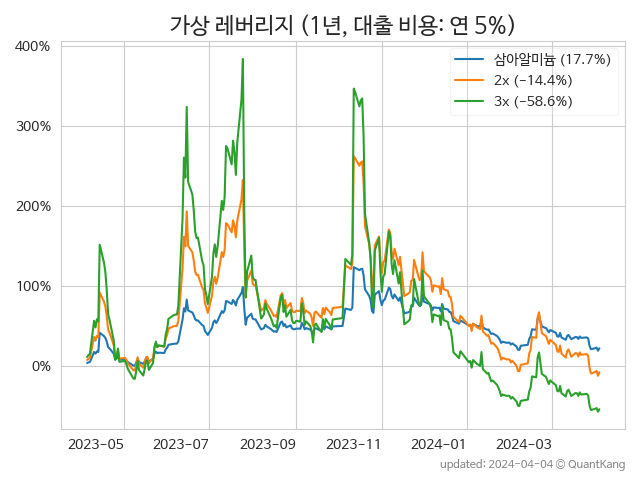 가상 레버리지 (1년, 대출 비용: 연 5%)
400%
300%
200%
100%
0%
삼아알미늄 (17.7%)
2x (−14.4%)
3x (−58.6%)
2023-05
2023-07
2023-09
2023-11
2024-01
2024-03
updated: 2024-04-04 © QuantKang